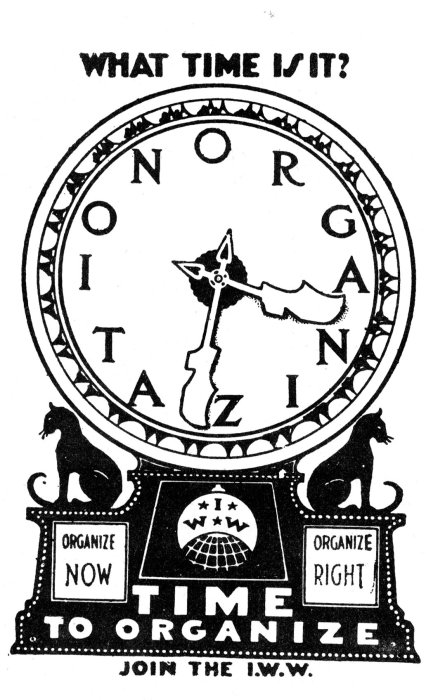 WHAT TIME IS IT?
ORGANIZATION
I W W
ORGANIZE
NOW
ORGANIZE
RIGHT
TIME
TO ORGANIZE
JOIN THE I.W.W.